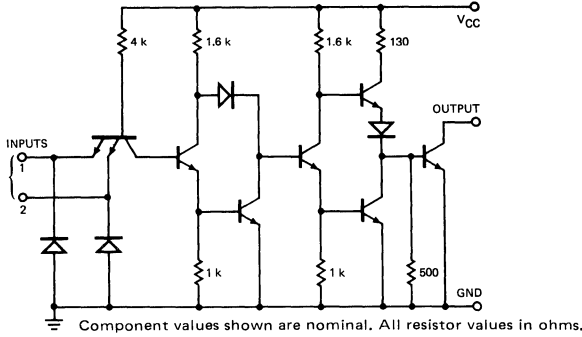 V_CC
4 k
1.6 k
1.6 k
130
OUTPUT
INPUTS
1
2
1 k
1 k
500
GND
Component values shown are nominal. All resistor values in ohms.